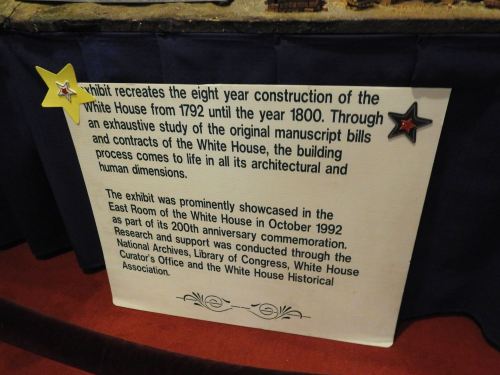 exhibit recreates the eight year construction of the
White House from 1792 until the year 1800. Through
an exhaustive study of the original manuscript bills
and contracts of the White House, the building
process comes to life in all its architectural and
human dimensions.
The exhibit was prominently showcased in the
East Room of the White House in October 1992
as part of its 200th anniversary commemoration.
Research and support was conducted through the
National Archives, Library of Congress, White House
Curator's Office and the White House Historical
Association.